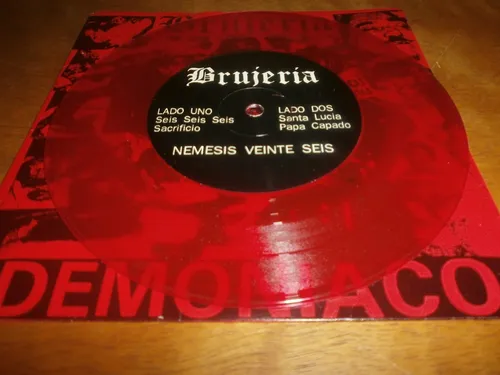 Brujeria
LADO UNO
Seis Seis Seis
Sacrificio
LADO DOS
Santa Lucia
Papa Capado
NEMESIS VEINTE SEIS
DEMONIACO